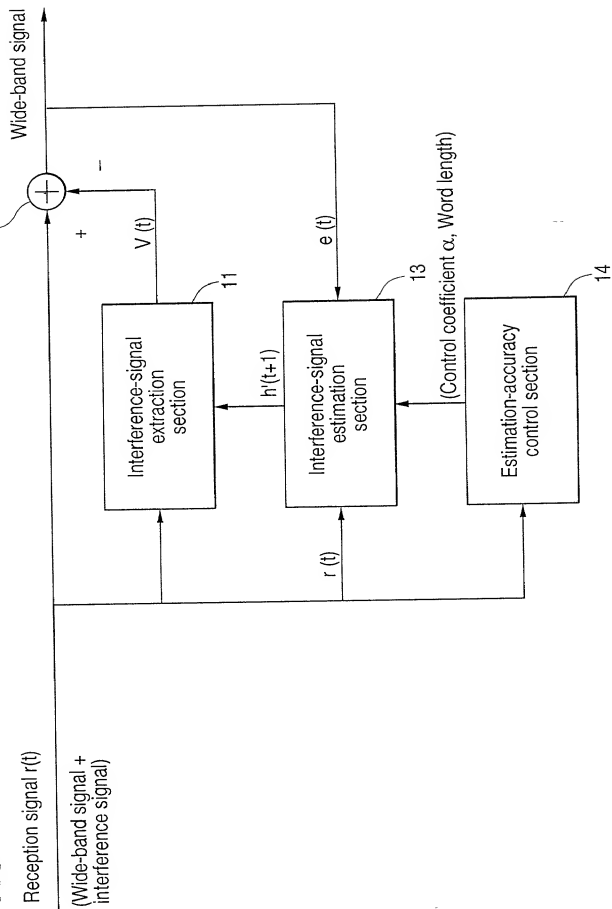 Reception signal r(t)
(Wide-band signal +
interference signal)
Wide-band signal
+
−
V (t)
Interference-signal
extraction
section
11
h'(t+1)
e (t)
r (t)
Interference-signal
estimation
section
13
(Control coefficient α, Word length)
Estimation-accuracy
control section
14